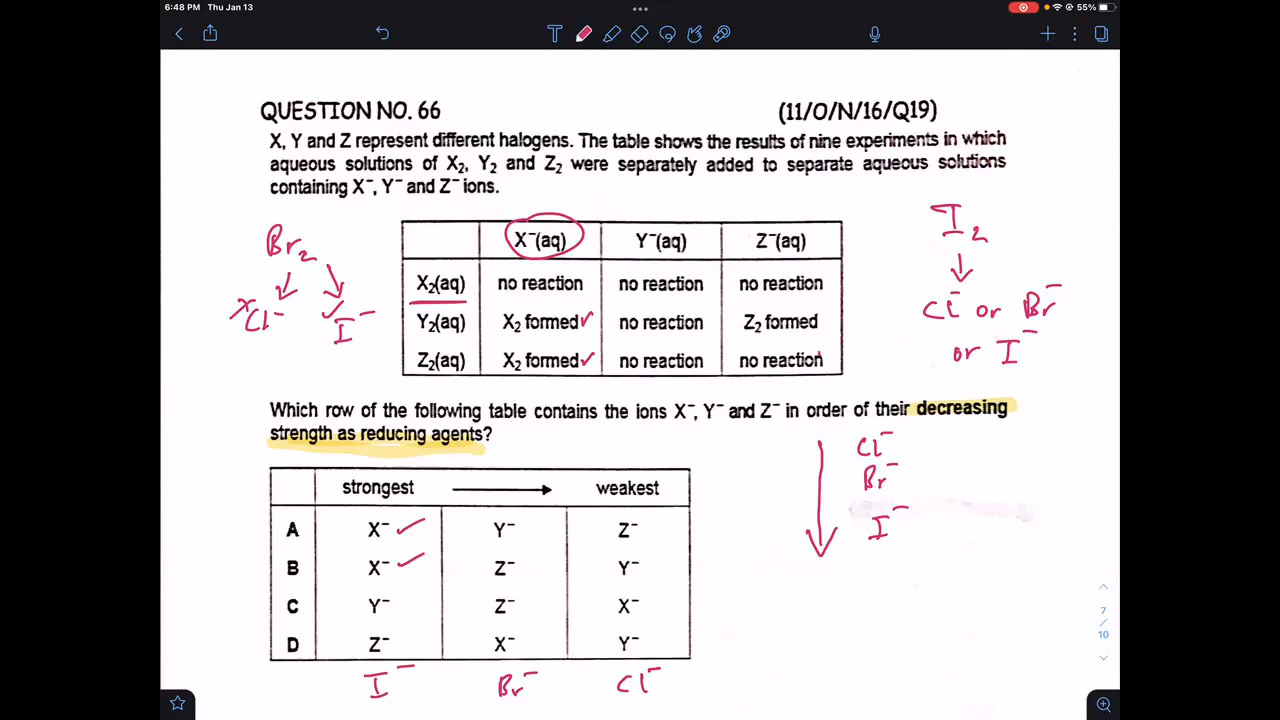 6:48 PM Thu Jan 13
55%
QUESTION NO. 66 (11/O/N/16/Q19)
X, Y and Z represent different halogens. The table shows the results of nine experiments in which
aqueous solutions of X₂, Y₂ and Z₂ were separately added to separate aqueous solutions
containing X⁻, Y⁻ and Z⁻ ions.
X⁻(aq) Y⁻(aq) Z⁻(aq)
X₂(aq) no reaction no reaction no reaction
Y₂(aq) X₂ formed ✓ no reaction Z₂ formed
Z₂(aq) X₂ formed ✓ no reaction no reaction
Br₂
✗ Cl⁻ ✓ I⁻
I₂
Cl⁻ or Br⁻
or I⁻
Which row of the following table contains the ions X⁻, Y⁻ and Z⁻ in order of their decreasing
strength as reducing agents?
strongest → weakest
A X⁻ ✓ Y⁻ Z⁻
B X⁻ ✓ Z⁻ Y⁻
C Y⁻ Z⁻ X⁻
D Z⁻ X⁻ Y⁻
I⁻ Br⁻ Cl⁻
Cl⁻
Br⁻
I⁻
7
/
10